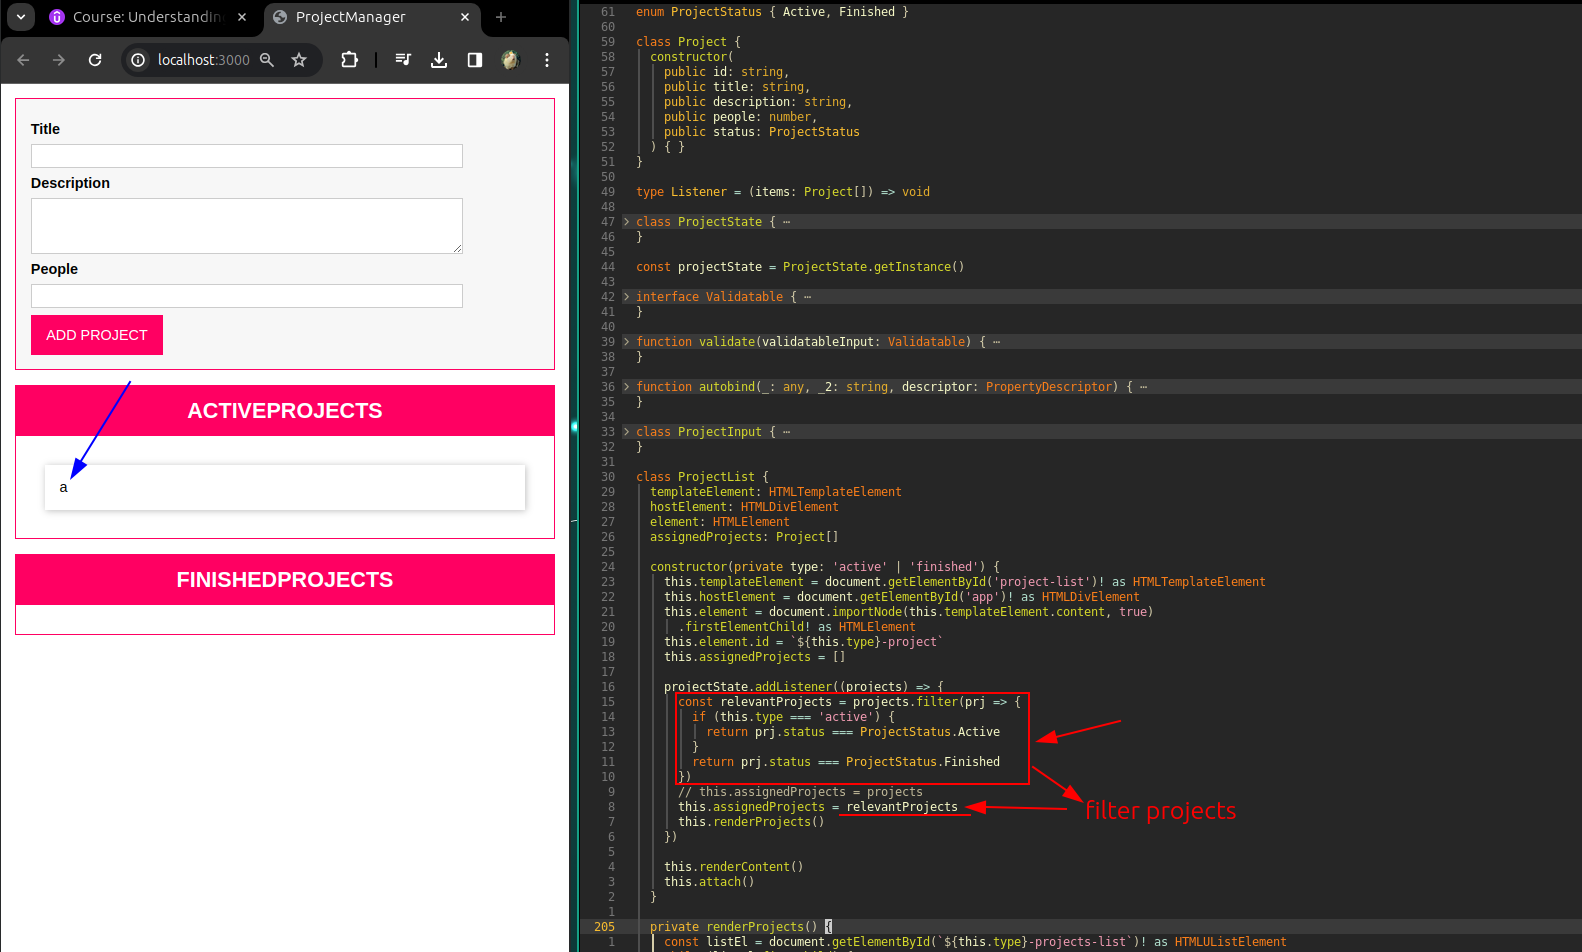 Course: Understandin
ProjectManager
localhost:3000
Title
Description
People
ADD PROJECT
ACTIVEPROJECTS
a
FINISHEDPROJECTS
61 enum ProjectStatus { Active, Finished }
60
59 class Project {
58 constructor(
57 public id: string,
56 public title: string,
55 public description: string,
54 public people: number,
53 public status: ProjectStatus
52 ) { }
51 }
50
49 type Listener = (items: Project[]) => void
48
47 > class ProjectState { ⋯
46 }
45
44 const projectState = ProjectState.getInstance()
43
42 > interface Validatable { ⋯
41 }
40
39 > function validate(validatableInput: Validatable) { ⋯
38 }
37
36 > function autobind(_: any, _2: string, descriptor: PropertyDescriptor) { ⋯
35 }
34
33 > class ProjectInput { ⋯
32 }
31
30 class ProjectList {
29 templateElement: HTMLTemplateElement
28 hostElement: HTMLDivElement
27 element: HTMLElement
26 assignedProjects: Project[]
25
24 constructor(private type: 'active' | 'finished') {
23 this.templateElement = document.getElementById('project-list')! as HTMLTemplateElement
22 this.hostElement = document.getElementById('app')! as HTMLDivElement
21 this.element = document.importNode(this.templateElement.content, true)
20 .firstElementChild! as HTMLElement
19 this.element.id = `${this.type}-project`
18 this.assignedProjects = []
17
16 projectState.addListener((projects) => {
15 const relevantProjects = projects.filter(prj => {
14 if (this.type === 'active') {
13 return prj.status === ProjectStatus.Active
12 }
11 return prj.status === ProjectStatus.Finished
10 })
9 // this.assignedProjects = projects
8 this.assignedProjects = relevantProjects
filter projects
7 this.renderProjects()
6 })
5
4 this.renderContent()
3 this.attach()
2 }
1
205 private renderProjects() {
1 const listEl = document.getElementById(`${this.type}-projects-list`)! as HTMLUListElement